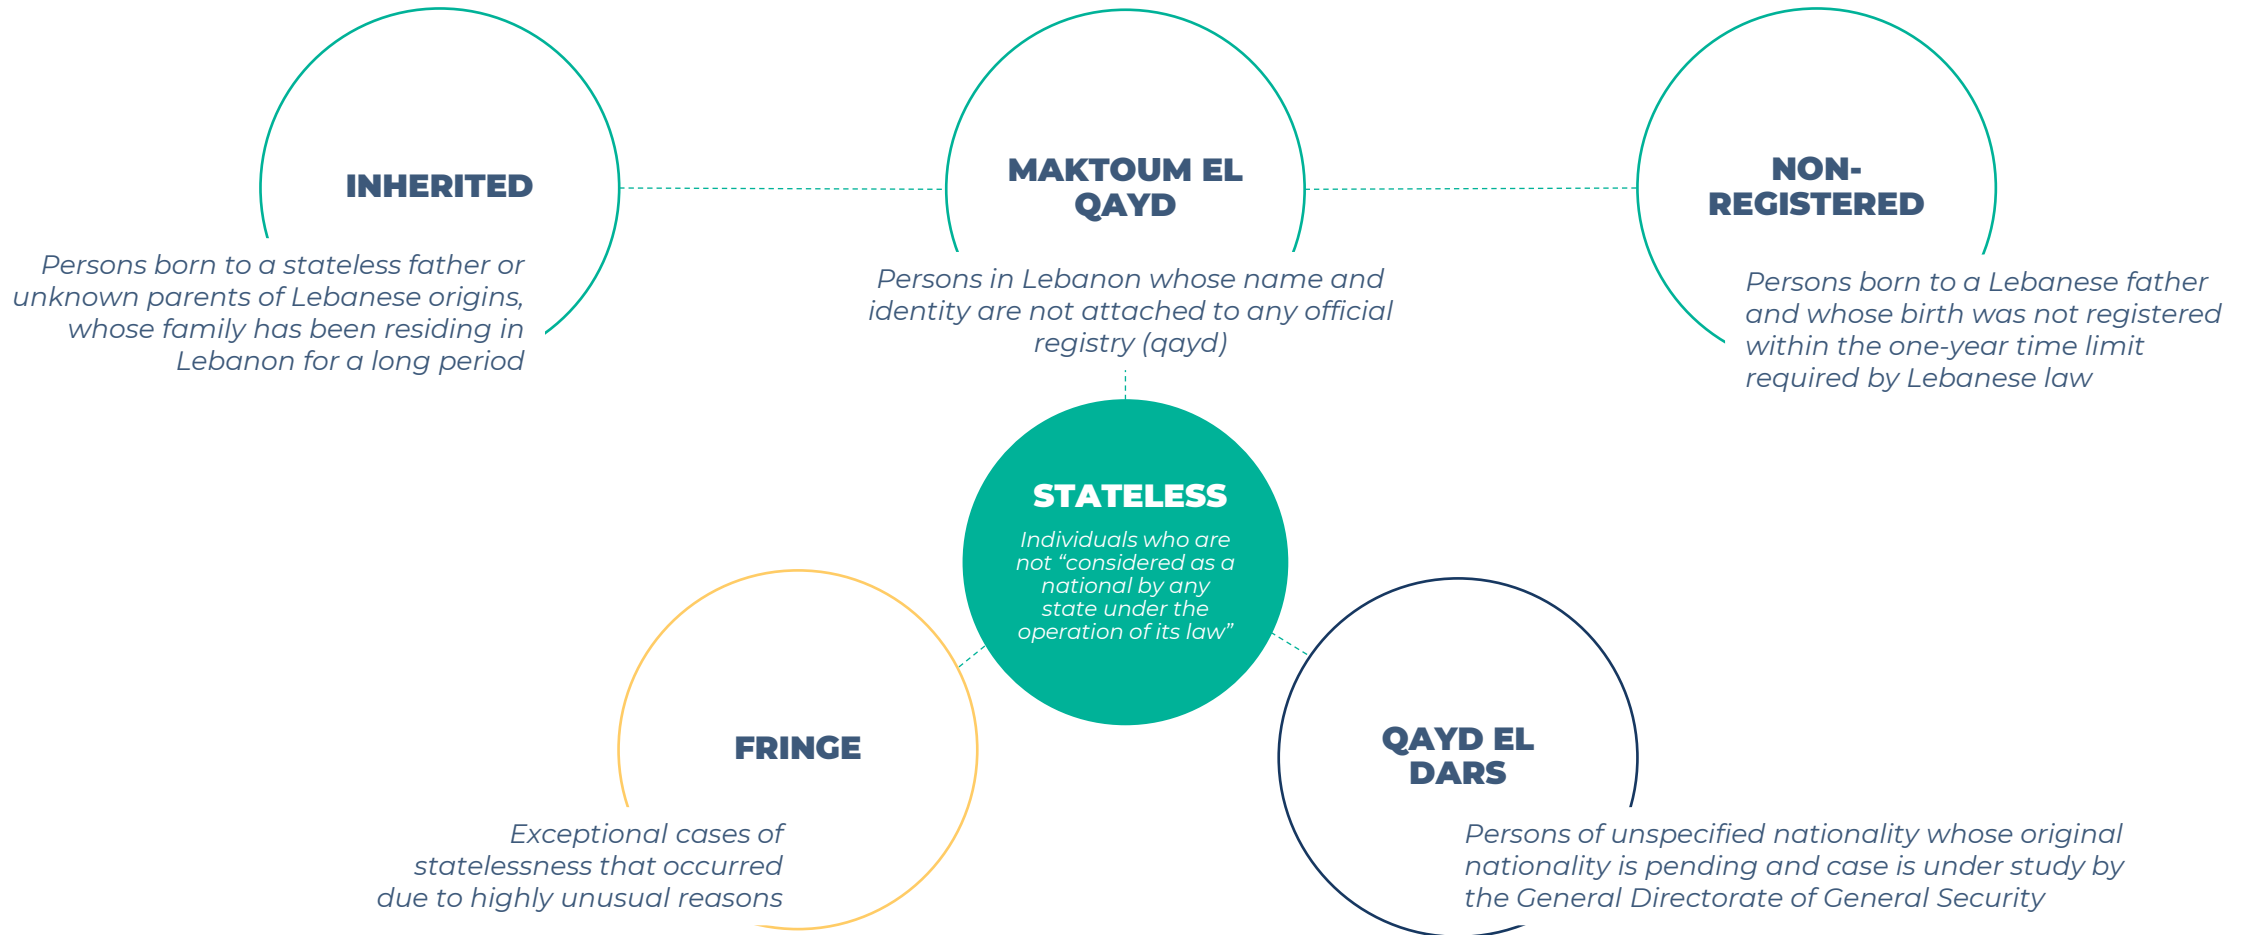 INHERITED
Persons born to a stateless father or
unknown parents of Lebanese origins,
whose family has been residing in
Lebanon for a long period
MAKTOUM EL
QAYD
Persons in Lebanon whose name and
identity are not attached to any official
registry (qayd)
NON-
REGISTERED
Persons born to a Lebanese father
and whose birth was not registered
within the one-year time limit
required by Lebanese law
STATELESS
Individuals who are
not “considered as a
national by any
state under the
operation of its law”
FRINGE
Exceptional cases of
statelessness that occurred
due to highly unusual reasons
QAYD EL
DARS
Persons of unspecified nationality whose original
nationality is pending and case is under study by
the General Directorate of General Security